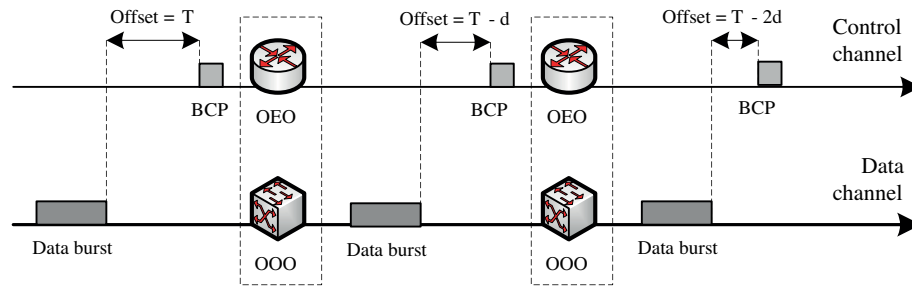 Offset = T
Offset = T - d
Offset = T - 2d
Control
channel
BCP
OEO
BCP
OEO
BCP
Data
channel
Data burst
OOO
Data burst
OOO
Data burst